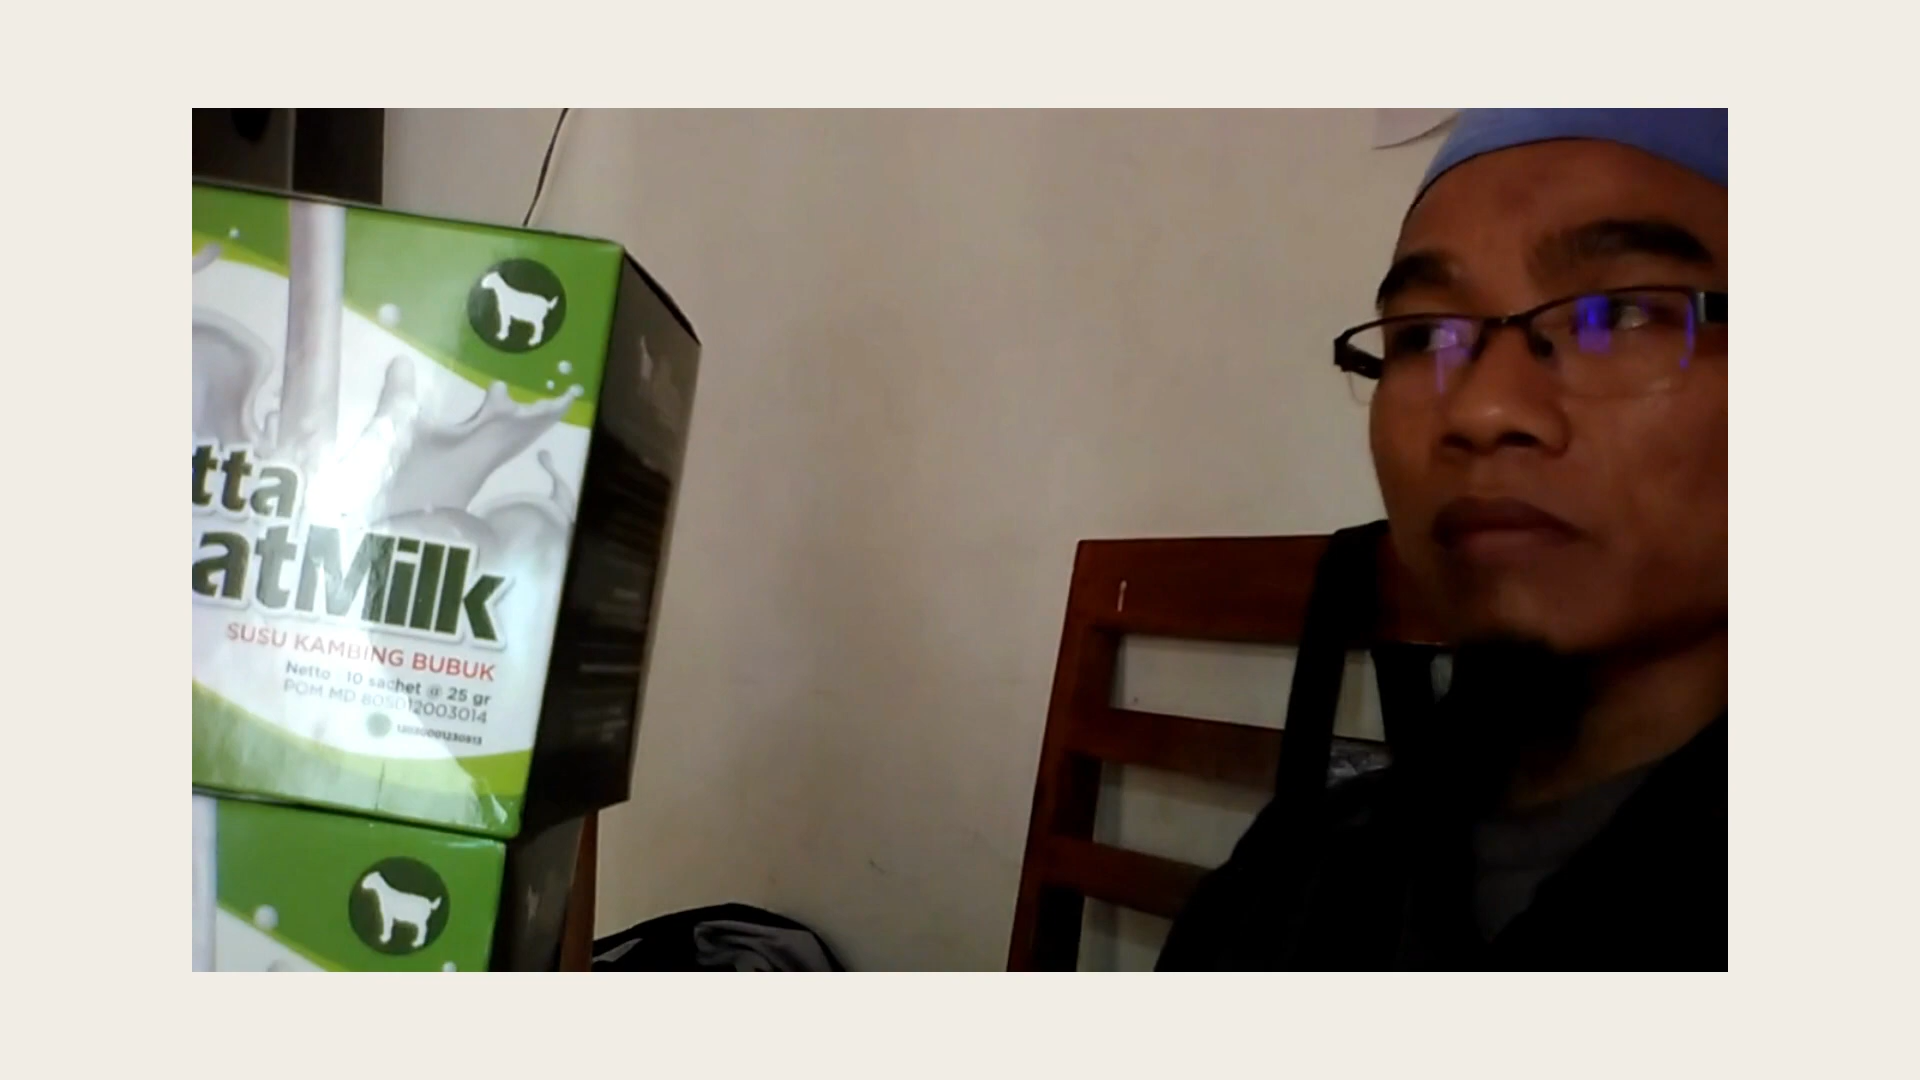 tta
atMilk
SUSU KAMBING BUBUK
Netto 10 sachet @ 25 gr
POM MD 805012003014